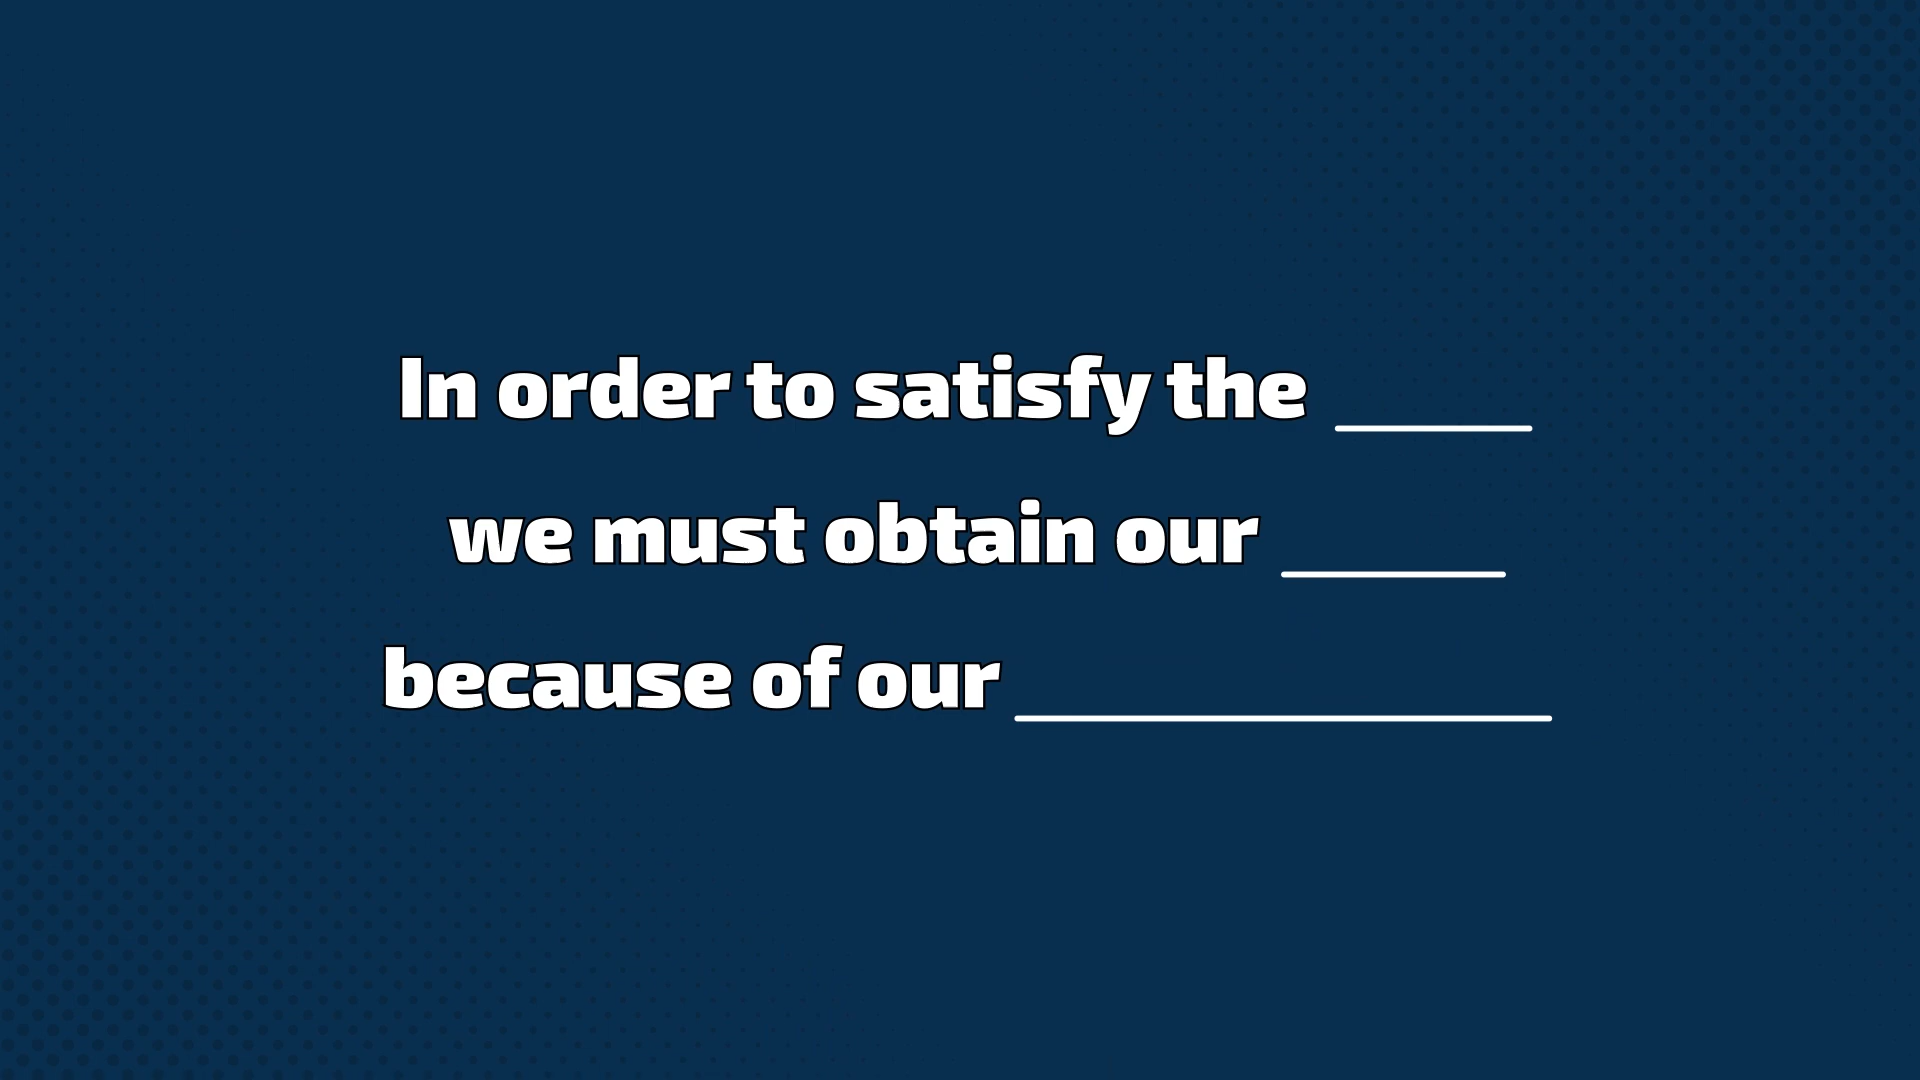 In order to satisfy the _____
we must obtain our ______
because of our ______________